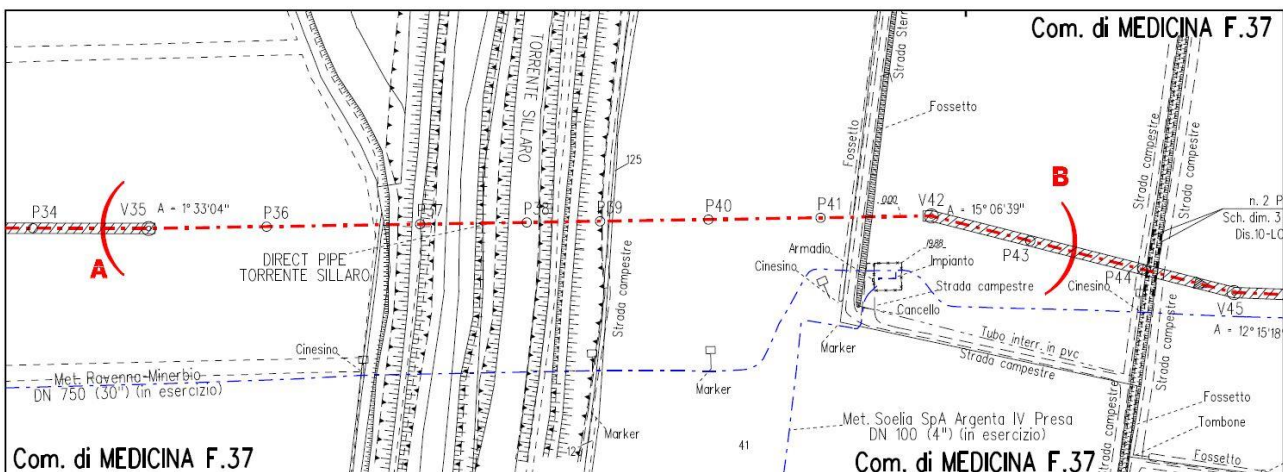 Com. di MEDICINA F.37
Strada Ster
TORRENTE SILLARO
Fossetto
Fossetto
Strada campestre
Strada campestre
125
B
P34
V35
A = 1°33'04"
P36
P37
P38
P39
P40
P41
V42
A = 15°06'39"
n. 2 P
Sch. dim. 3
Dis.10-LO
A
DIRECT PIPE
TORRENTE SILLARO
Strada campestre
Armadio
Impianto
P43
P44
Cinesino
Strada campestre
Cinesino
V45
Cancello
A = 12°15'18"
Marker
Tubo interr. in pvc
Strada campestre
Strada campestre
Cinesino
Met. Ravenna-Minerbio
DN 750 (30") (in esercizio)
Marker
Strada campestre
Fossetto
Met. Soelia SpA Argenta IV Presa
DN 100 (4") (in esercizio)
Tombone
Marker
41
Fossetto
Com. di MEDICINA F.37
Com. di MEDICINA F.37